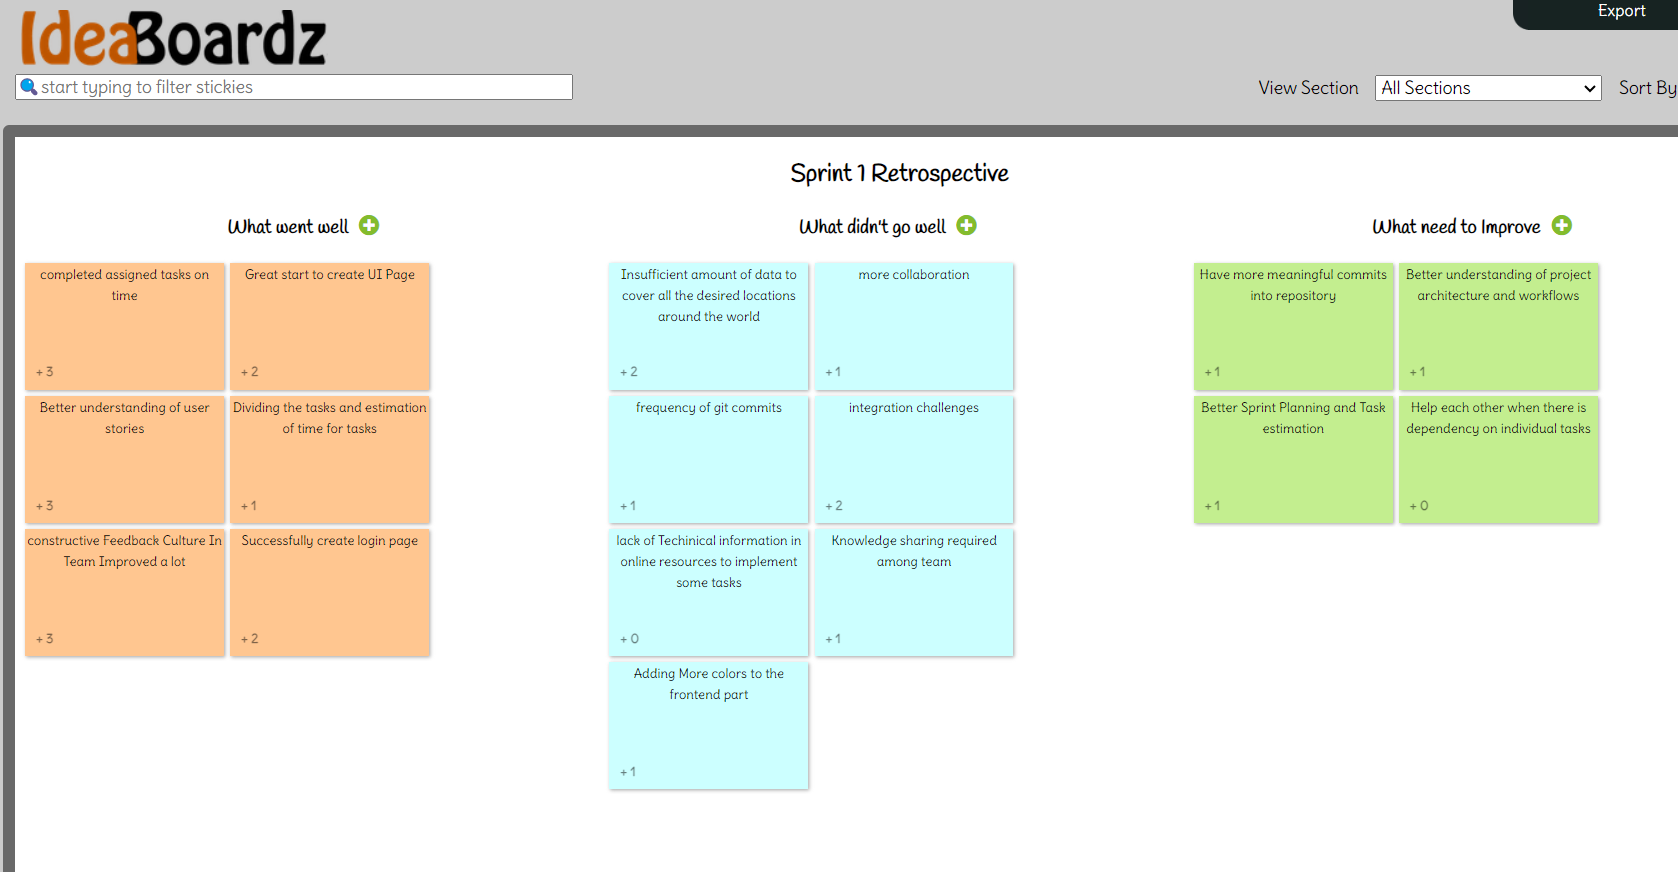 IdeaBoardz
Export
start typing to filter stickies
View Section
All Sections
Sort By
Sprint 1 Retrospective
What went well
completed assigned tasks on
time
+ 3
Great start to create UI Page
+ 2
Better understanding of user
stories
+ 3
Dividing the tasks and estimation
of time for tasks
+ 1
constructive Feedback Culture In
Team Improved a lot
+ 3
Successfully create login page
+ 2
What didn't go well
Insufficient amount of data to
cover all the desired locations
around the world
+ 2
more collaboration
+ 1
frequency of git commits
+ 1
integration challenges
+ 2
lack of Techinical information in
online resources to implement
some tasks
+ 0
Knowledge sharing required
among team
+ 1
Adding More colors to the
frontend part
+ 1
What need to Improve
Have more meaningful commits
into repository
+ 1
Better understanding of project
architecture and workflows
+ 1
Better Sprint Planning and Task
estimation
+ 1
Help each other when there is
dependency on individual tasks
+ 0